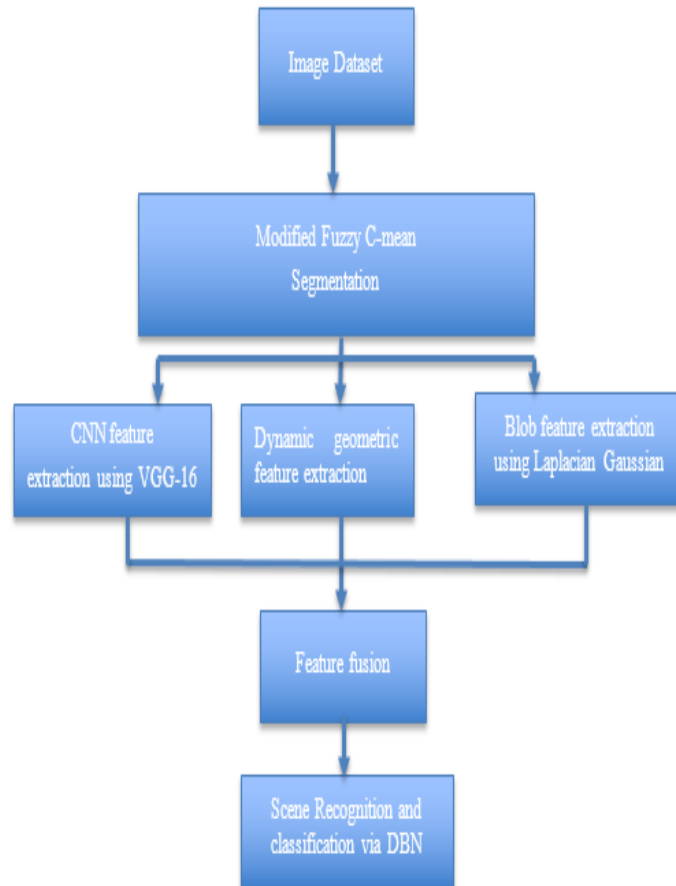 Image Dataset
Modified Fuzzy C-mean
Segmentation
CNN feature
extraction using VGG-16
Dynamic geometric
feature extraction
Blob feature extraction
using Laplacian Gaussian
Feature fusion
Scene Recognition and
classification via DBN